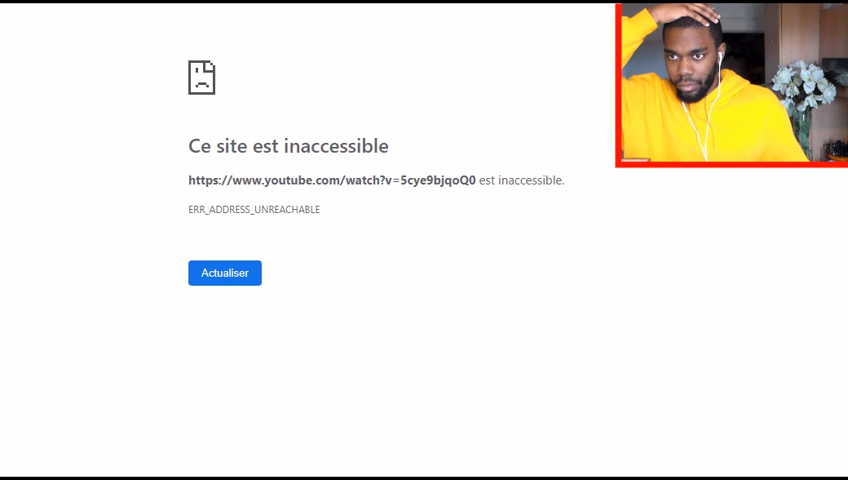 Ce site est inaccessible
https://www.youtube.com/watch?v=5cye9bjqoQ0 est inaccessible.
ERR_ADDRESS_UNREACHABLE
Actualiser